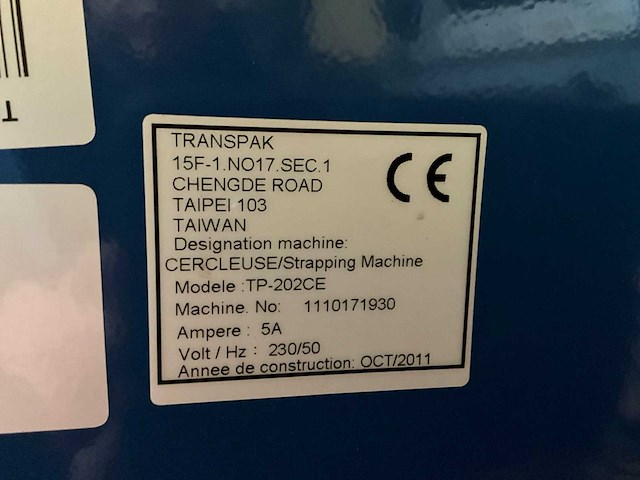 TRANSPAK
15F-1.NO17.SEC.1
CHENGDE ROAD
TAIPEI 103
TAIWAN
Designation machine:
CERCLEUSE/Strapping Machine
Modele :TP-202CE
Machine. No: 1110171930
Ampere : 5A
Volt / Hz : 230/50
Annee de construction: OCT/2011
CE
T